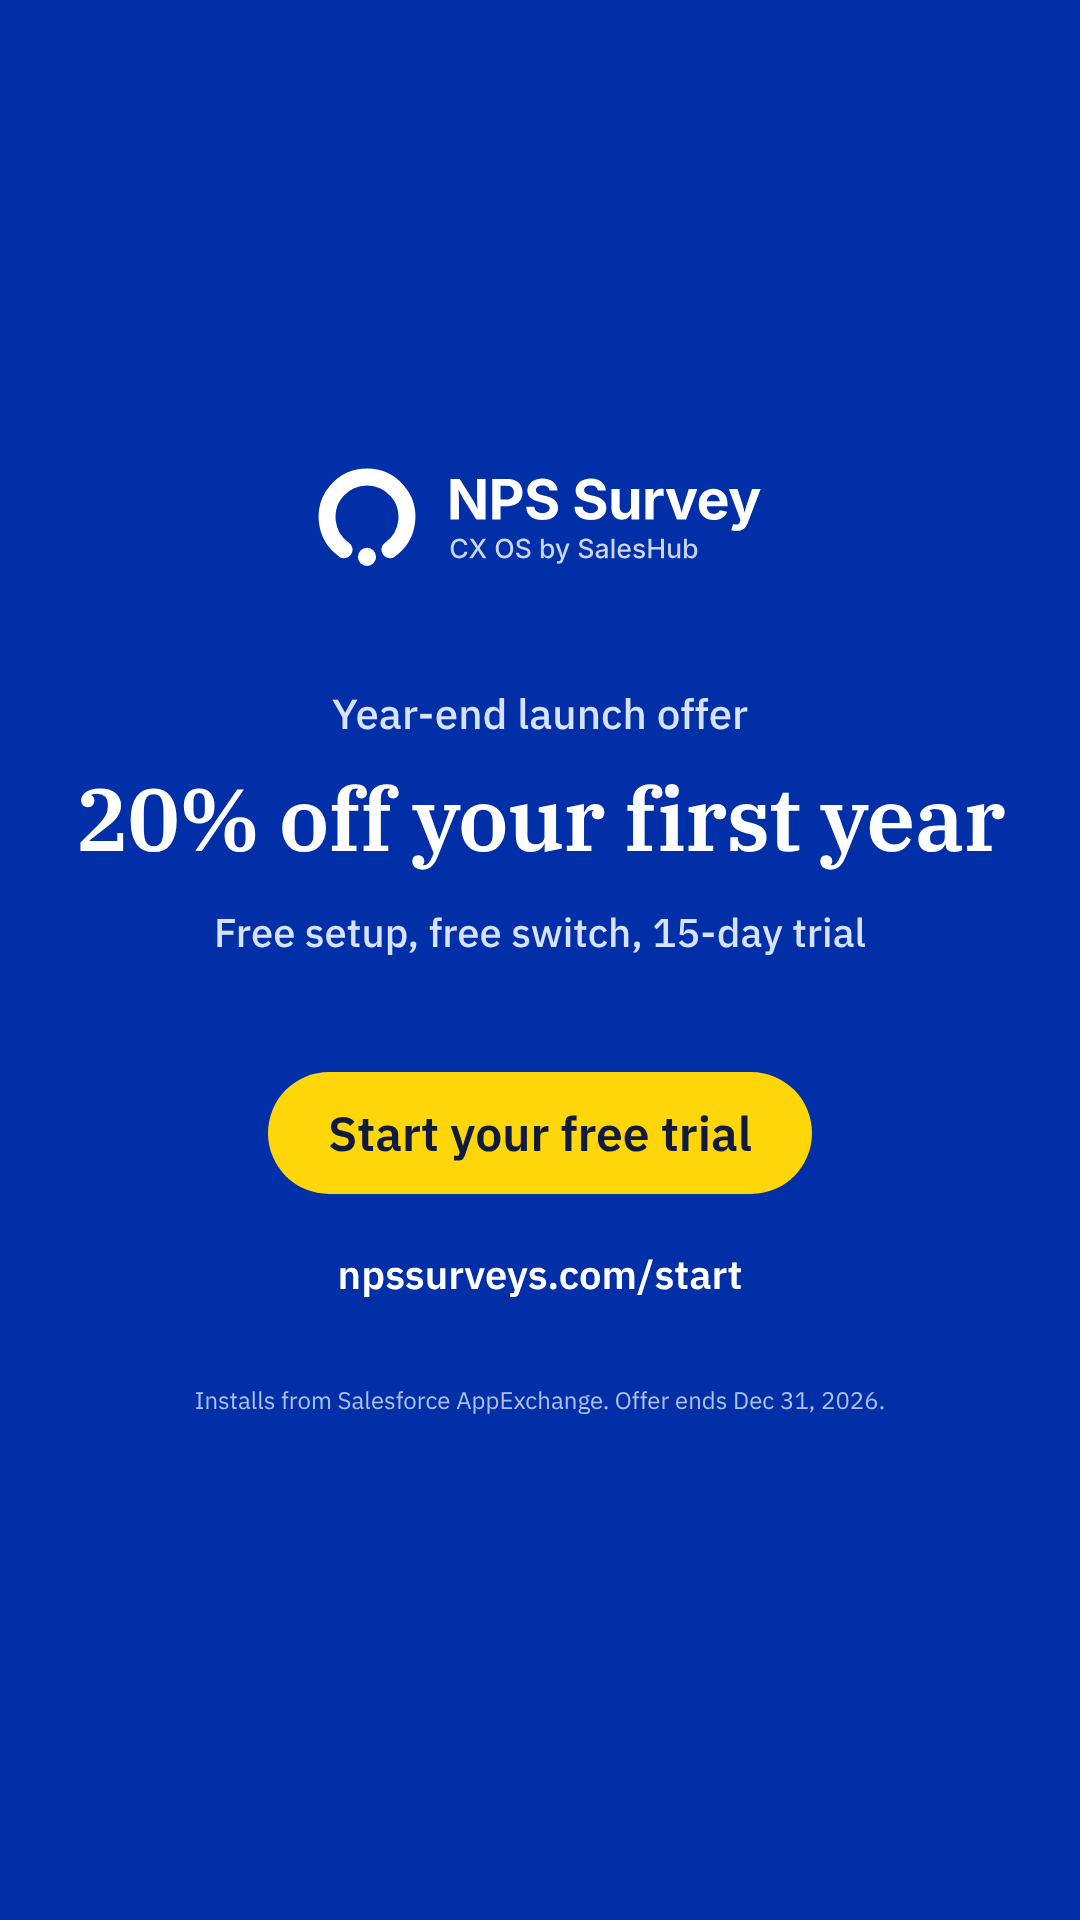 NPS Survey
CX OS by SalesHub
Year-end launch offer
20% off your first year
Free setup, free switch, 15-day trial
Start your free trial
npssurveys.com/start
Installs from Salesforce AppExchange. Offer ends Dec 31, 2026.